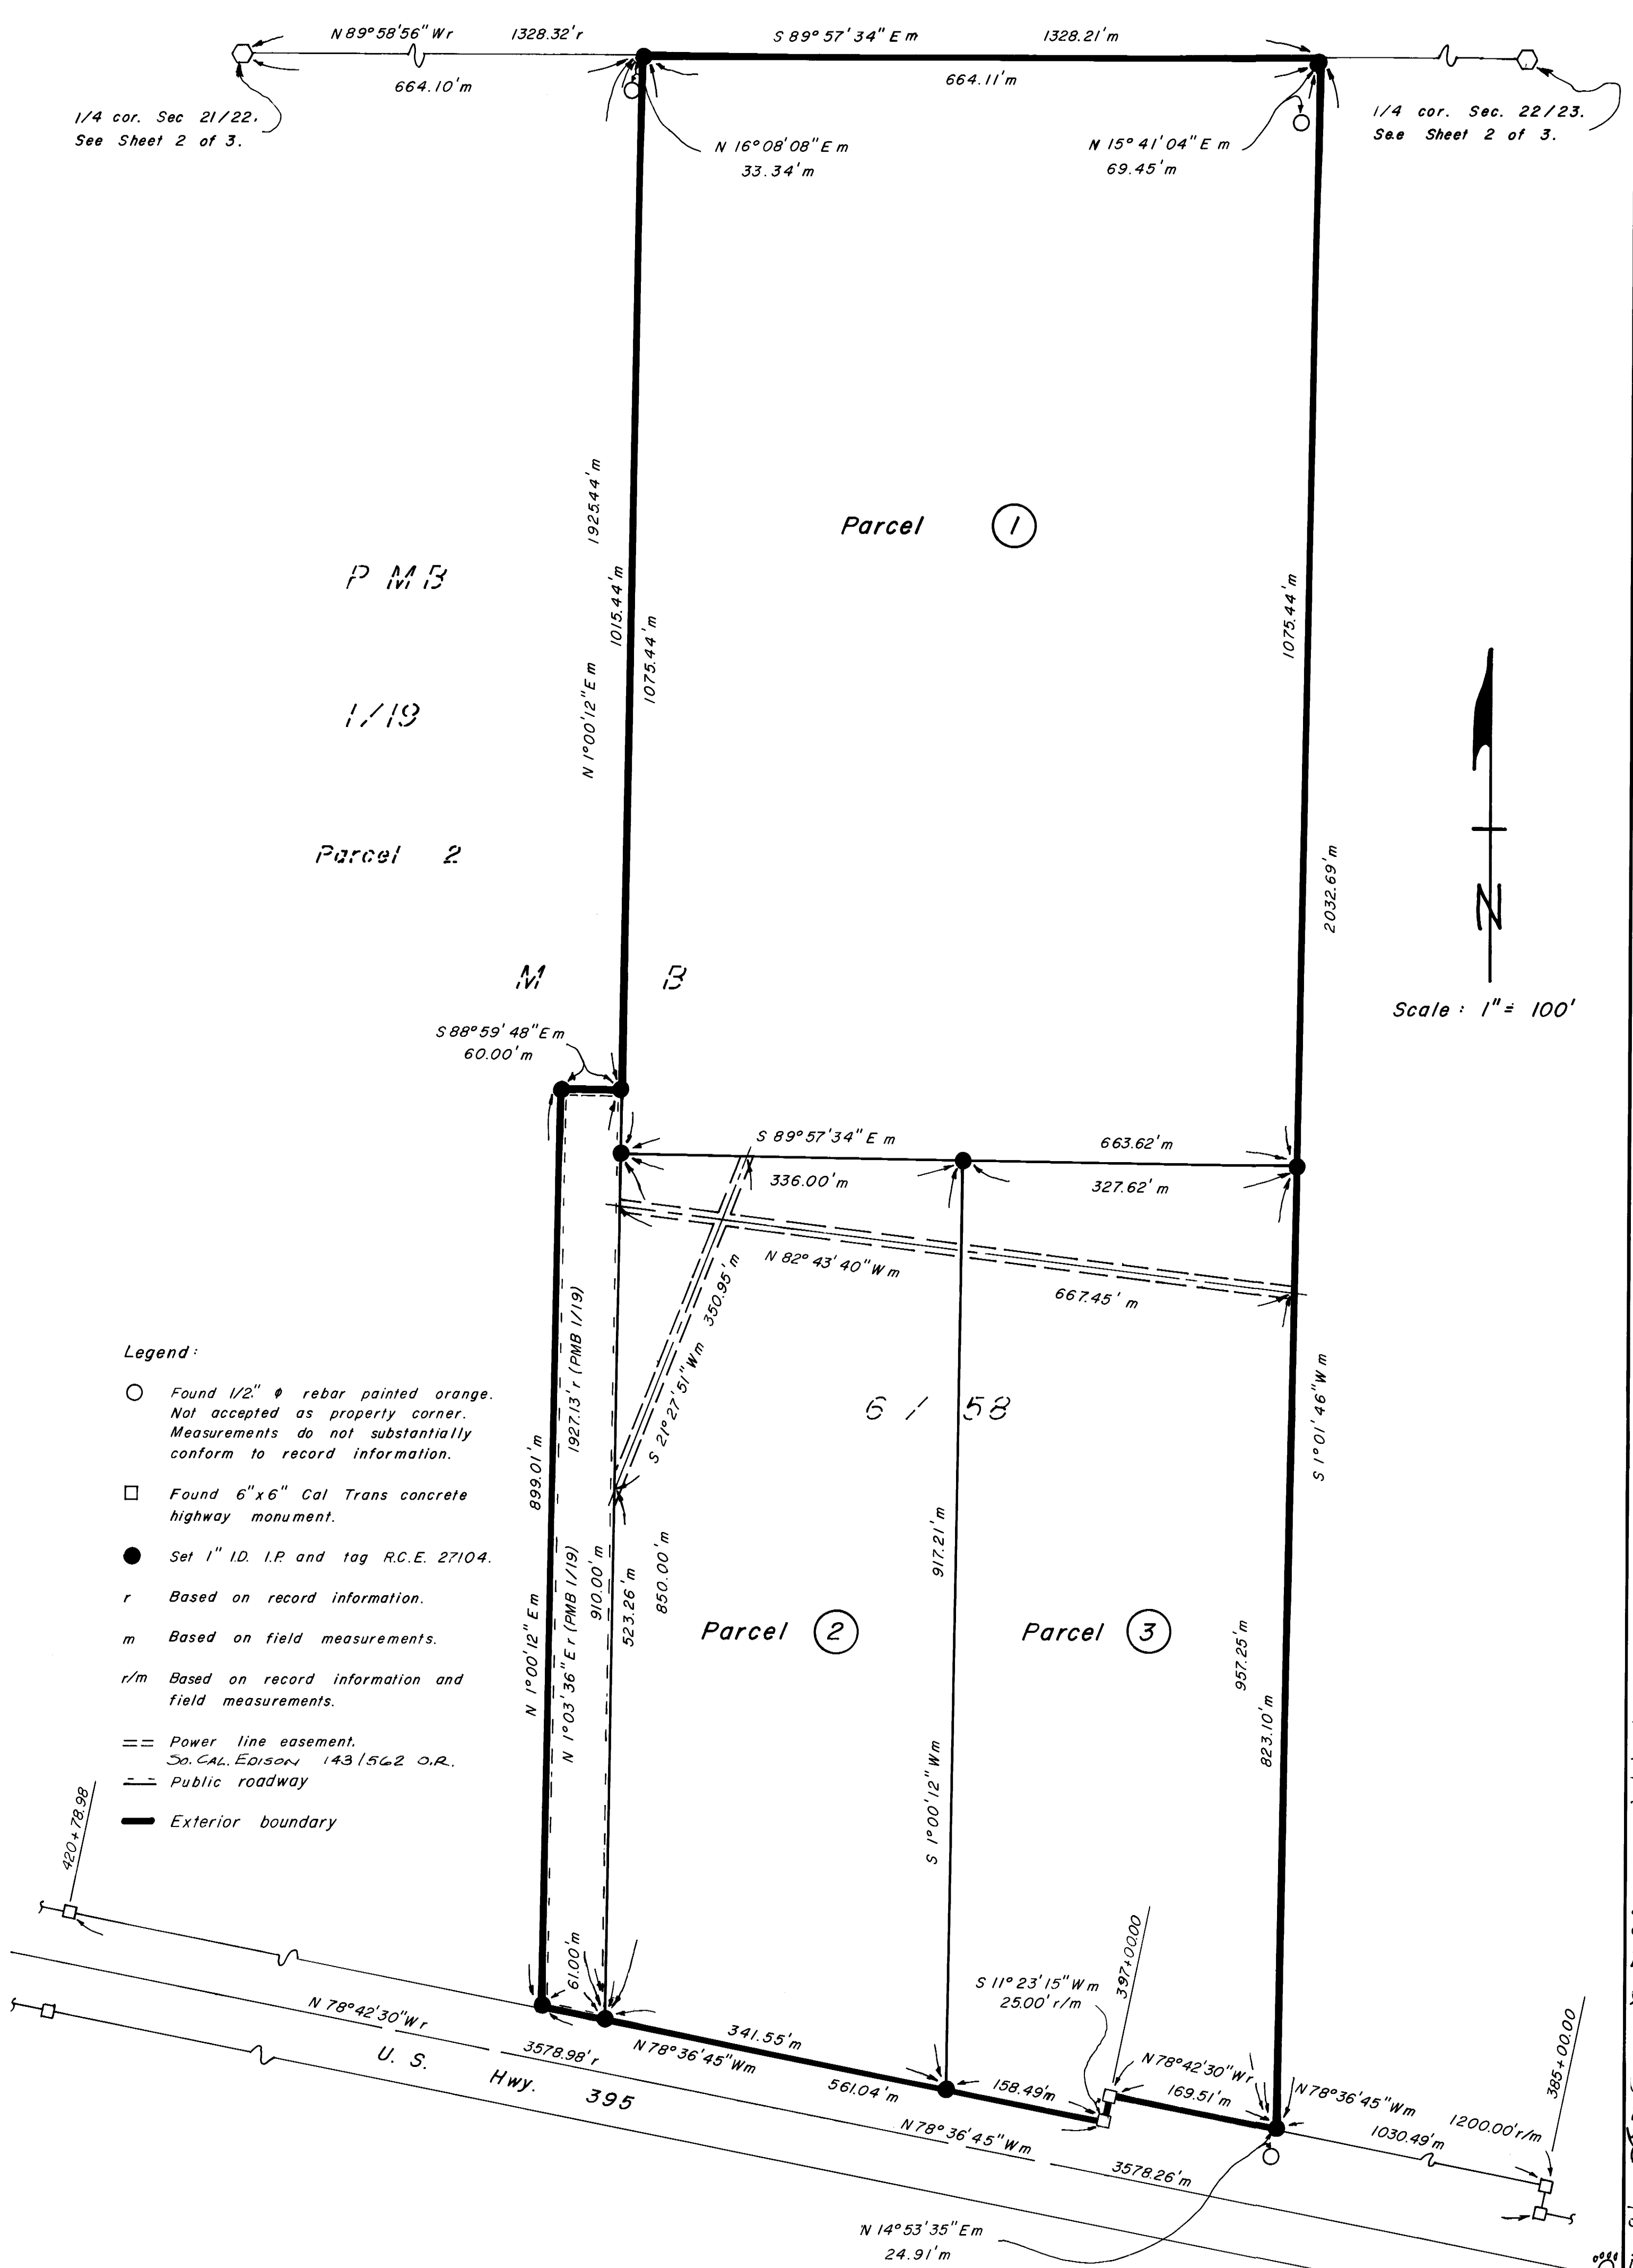 N 89° 58' 56" W r
1328.32' r
S 89° 57' 34" E m
1328.21' m
664.10' m
664.11' m
1/4 cor. Sec 21/22.
See Sheet 2 of 3.
1/4 cor. Sec. 22/23.
See Sheet 2 of 3.
N 16° 08' 08" E m
33.34' m
N 15° 41' 04" E m
69.45' m
1925.44' m
N 1° 00' 12" E m
1015.44' m
1075.44' m
Parcel 1
1075.44' m
2032.69' m
P M B
1/19
Parcel 2
M B
N
Scale : 1" = 100'
S 88° 59' 48" E m
60.00' m
S 89° 57' 34" E m
663.62' m
336.00' m
327.62' m
N 82° 43' 40" W m
667.45' m
S 21° 27' 51" W m 350.95' m
6 / 58
899.01' m
N 1° 00' 12" E m
1927.13' r (PMB 1/19)
N 1° 03' 36" E r (PMB 1/19)
910.00' m
523.26' m
850.00' m
917.21' m
S 1° 00' 12" W m
S 1° 01' 46" W m
957.25' m
823.10' m
Parcel 2
Parcel 3
Legend :
Found 1/2" φ rebar painted orange.
Not accepted as property corner.
Measurements do not substantially
conform to record information.
Found 6" x 6" Cal Trans concrete
highway monument.
Set 1" I.D. I.P. and tag R.C.E. 27104.
r Based on record information.
m Based on field measurements.
r/m Based on record information and
field measurements.
Power line easement.
So. CAL. EDISON 143/562 O.R.
Public roadway
Exterior boundary
420+78.98
61.00' m
N 78° 42' 30" W r
3578.98' r
U. S. Hwy. 395
341.55' m
N 78° 36' 45" W m
561.04' m
158.49' m
S 11° 23' 15" W m
25.00' r/m
397+00.00
N 78° 42' 30" W r
169.51' m
N 78° 36' 45" W m
1200.00' r/m
1030.49' m
385+00.00
N 78° 36' 45" W m
3578.26' m
N 14° 53' 35" E m
24.91' m